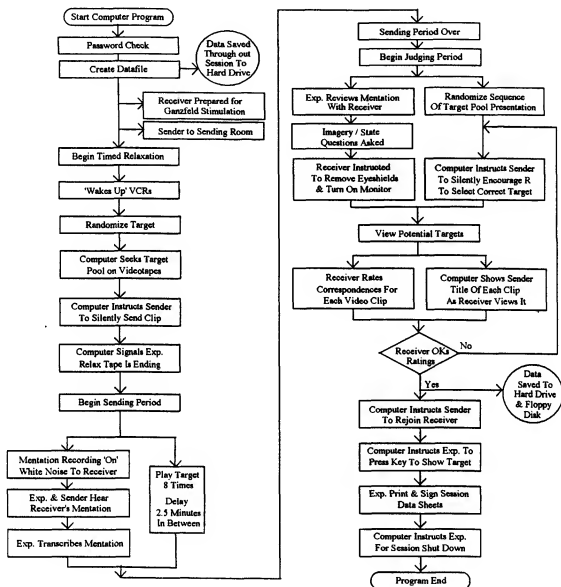 Start Computer Program
Password Check
Create Datafile
Data Saved
Through out
Session To
Hard Drive
Receiver Prepared for
Ganzfeld Stimulation
Sender to Sending Room
Begin Timed Relaxation
'Wakes Up' VCRs
Randomize Target
Computer Seeks Target
Pool on Videotapes
Computer Instructs Sender
To Silently Send Clip
Computer Signals Exp.
Relax Tape Is Ending
Begin Sending Period
Mentation Recording 'On'
White Noise To Receiver
Exp. & Sender Hear
Receiver's Mentation
Exp. Transcribes Mentation
Play Target
8 Times
Delay
2.5 Minutes
In Between
Sending Period Over
Begin Judging Period
Exp. Reviews Mentation
With Receiver
Imagery / State
Questions Asked
Receiver Instructed
To Remove Eyeshields
& Turn On Monitor
Randomize Sequence
Of Target Pool Presentation
Computer Instructs Sender
To Silently Encourage R
To Select Correct Target
View Potential Targets
Receiver Rates
Correspondences For
Each Video Clip
Computer Shows Sender
Title Of Each Clip
As Receiver Views It
Receiver OKs
Ratings
No
Yes
Data
Saved To
Hard Drive
& Floppy
Disk
Computer Instructs Sender
To Rejoin Receiver
Computer Instructs Exp. To
Press Key To Show Target
Exp. Print & Sign Session
Data Sheets
Computer Instructs Exp.
For Session Shut Down
Program End